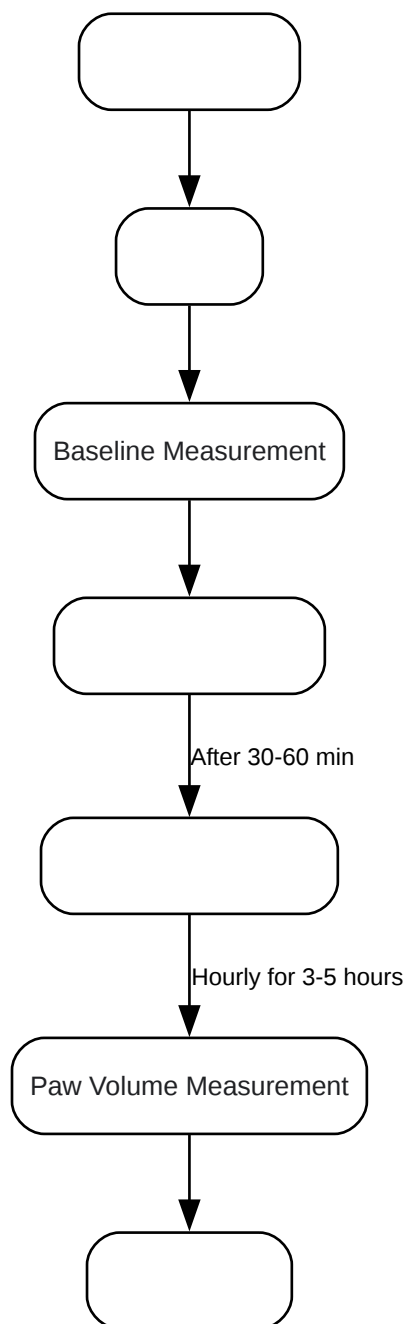 Baseline Measurement
After 30-60 min
Hourly for 3-5 hours
Paw Volume Measurement